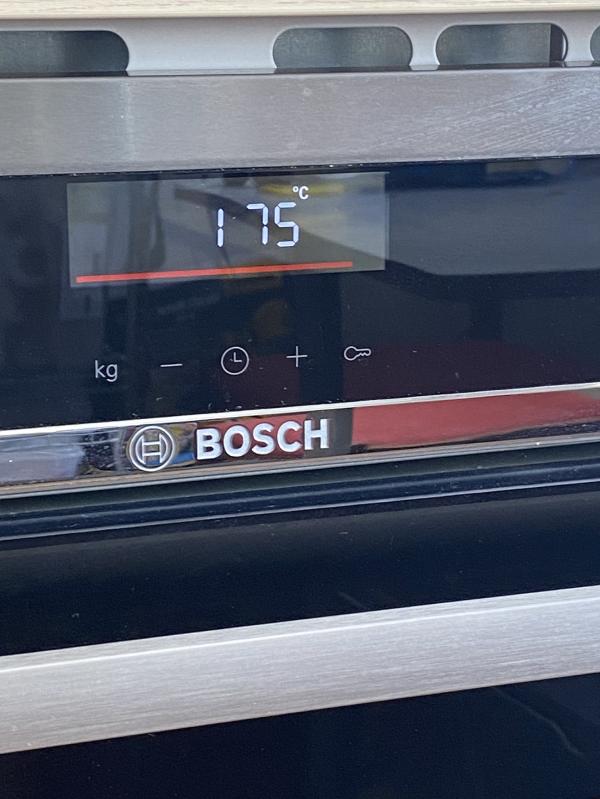 175 °C
kg − +
BOSCH